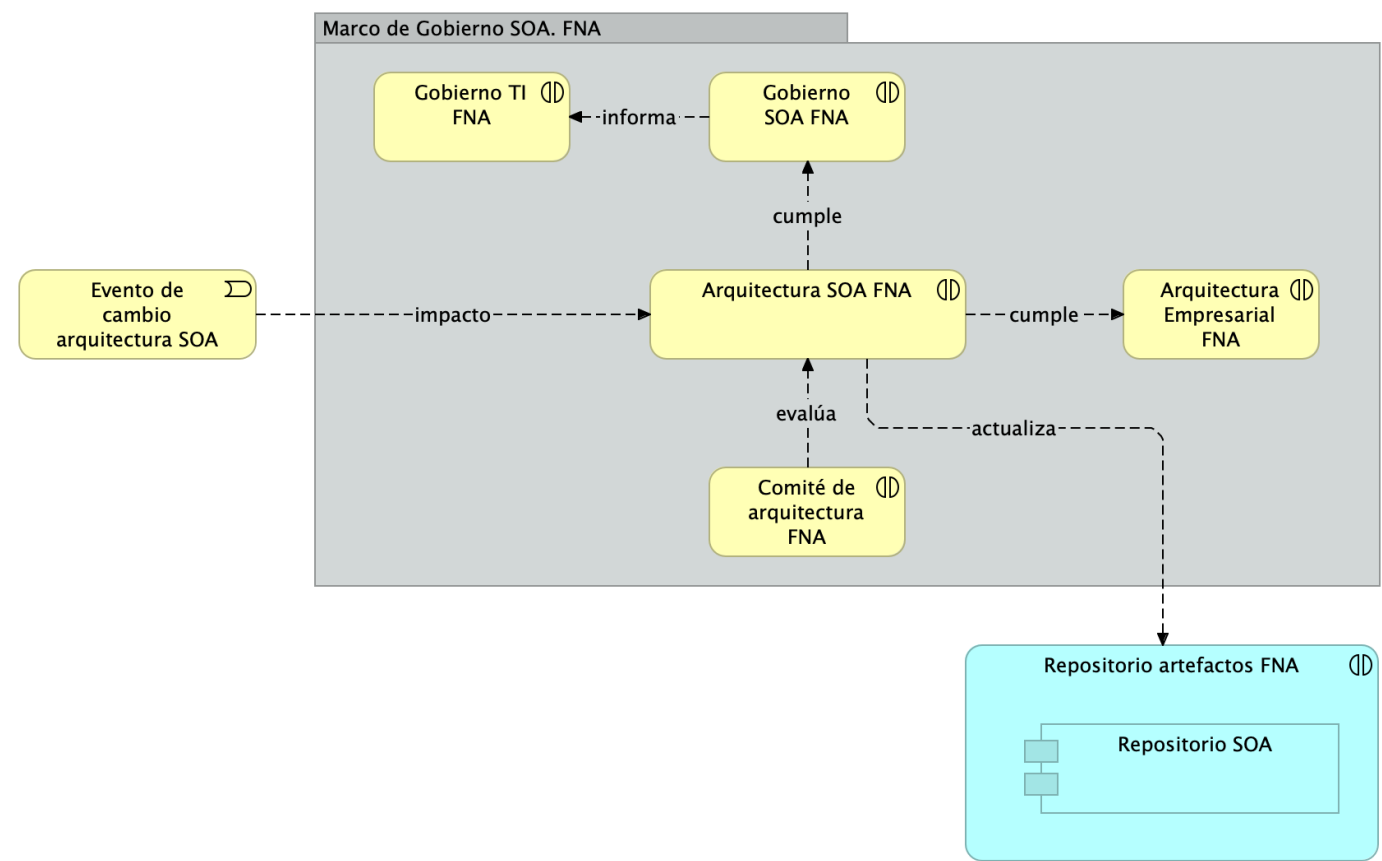 Marco de Gobierno SOA. FNA
Gobierno TI
FNA
informa
Gobierno
SOA FNA
cumple
Evento de
cambio
arquitectura SOA
impacto
Arquitectura SOA FNA
cumple
Arquitectura
Empresarial
FNA
evalúa
actualiza
Comité de
arquitectura
FNA
Repositorio artefactos FNA
Repositorio SOA